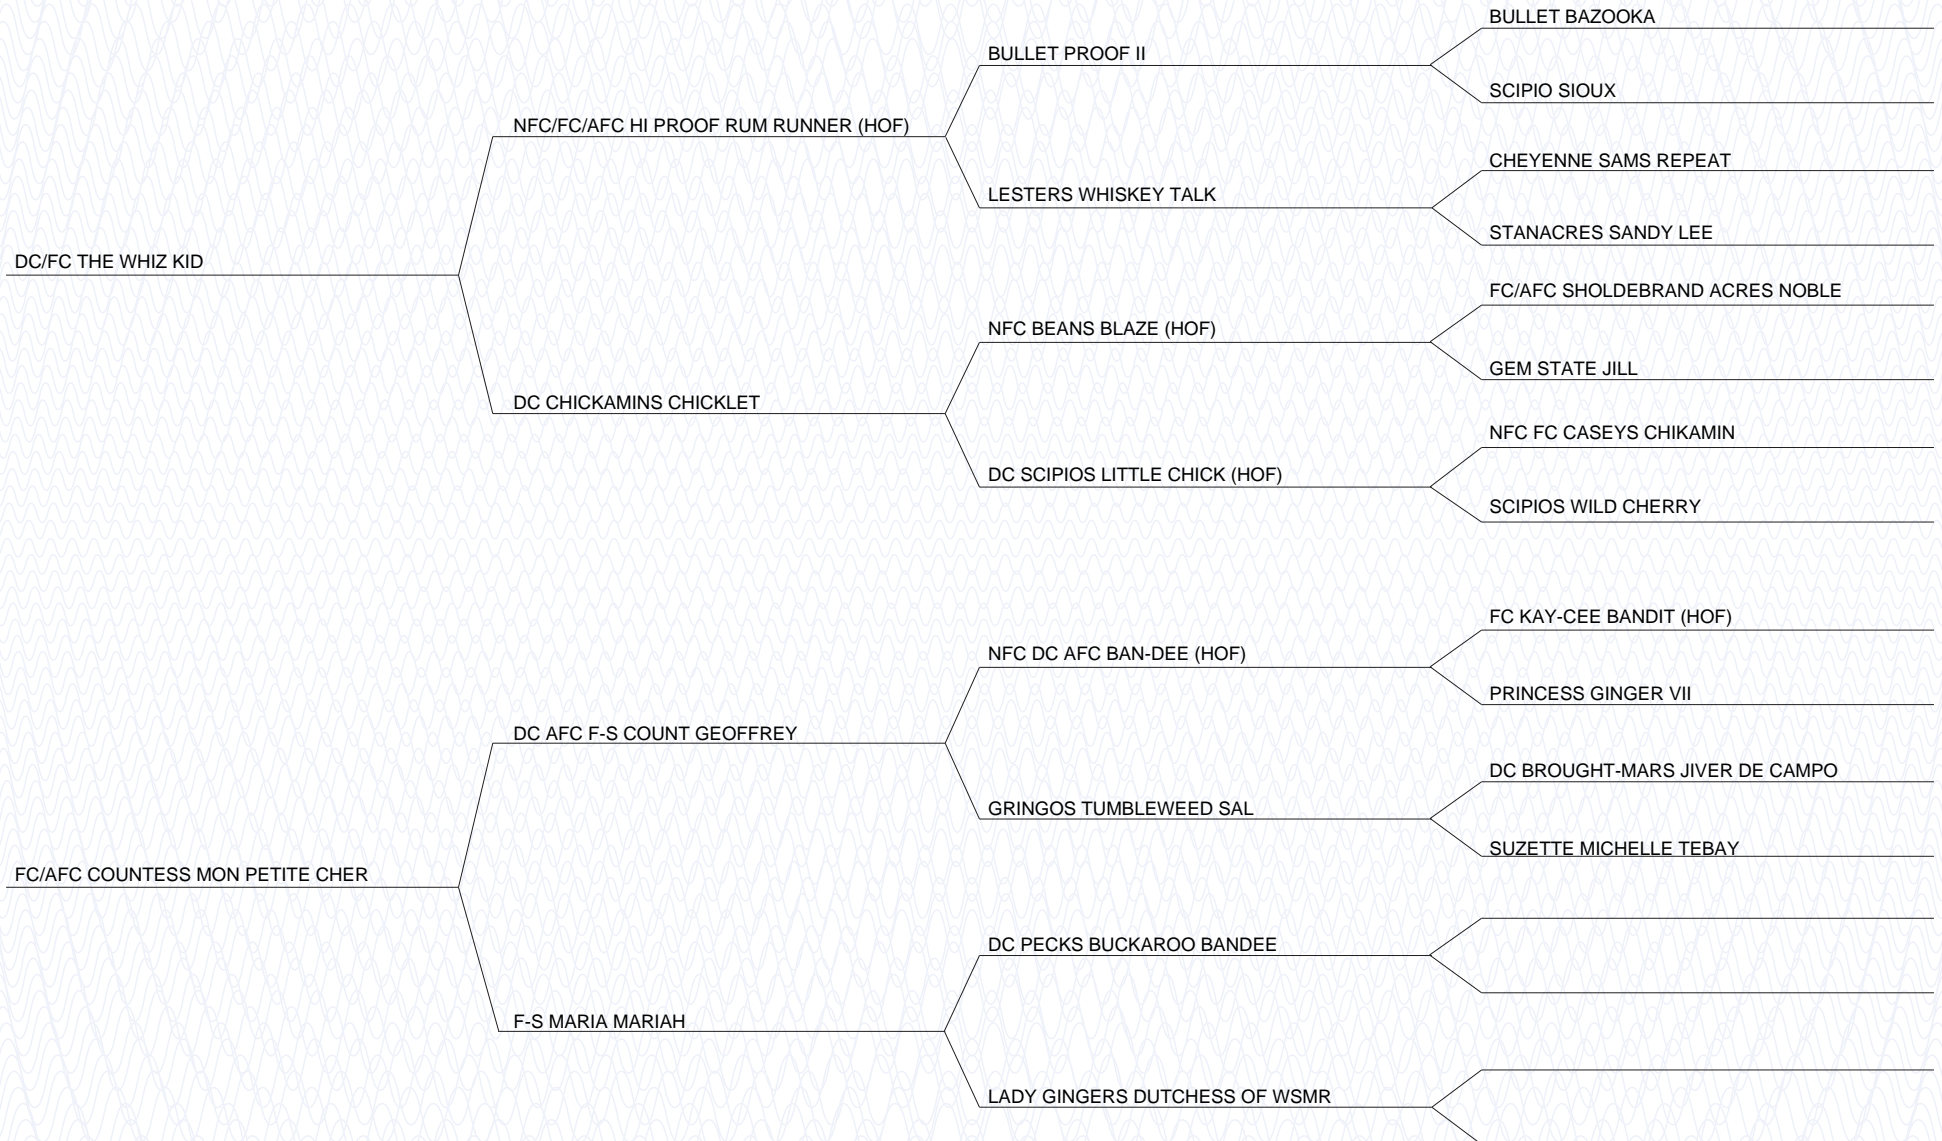 BULLET BAZOOKA
BULLET PROOF II
SCIPIO SIOUX
NFC/FC/AFC HI PROOF RUM RUNNER (HOF)
CHEYENNE SAMS REPEAT
LESTERS WHISKEY TALK
STANACRES SANDY LEE
DC/FC THE WHIZ KID
FC/AFC SHOLDEBRAND ACRES NOBLE
NFC BEANS BLAZE (HOF)
GEM STATE JILL
DC CHICKAMINS CHICKLET
NFC FC CASEYS CHIKAMIN
DC SCIPIOS LITTLE CHICK (HOF)
SCIPIOS WILD CHERRY
FC KAY-CEE BANDIT (HOF)
NFC DC AFC BAN-DEE (HOF)
PRINCESS GINGER VII
DC AFC F-S COUNT GEOFFREY
DC BROUGHT-MARS JIVER DE CAMPO
GRINGOS TUMBLEWEED SAL
SUZETTE MICHELLE TEBAY
FC/AFC COUNTESS MON PETITE CHER
DC PECKS BUCKAROO BANDEE
F-S MARIA MARIAH
LADY GINGERS DUTCHESS OF WSMR